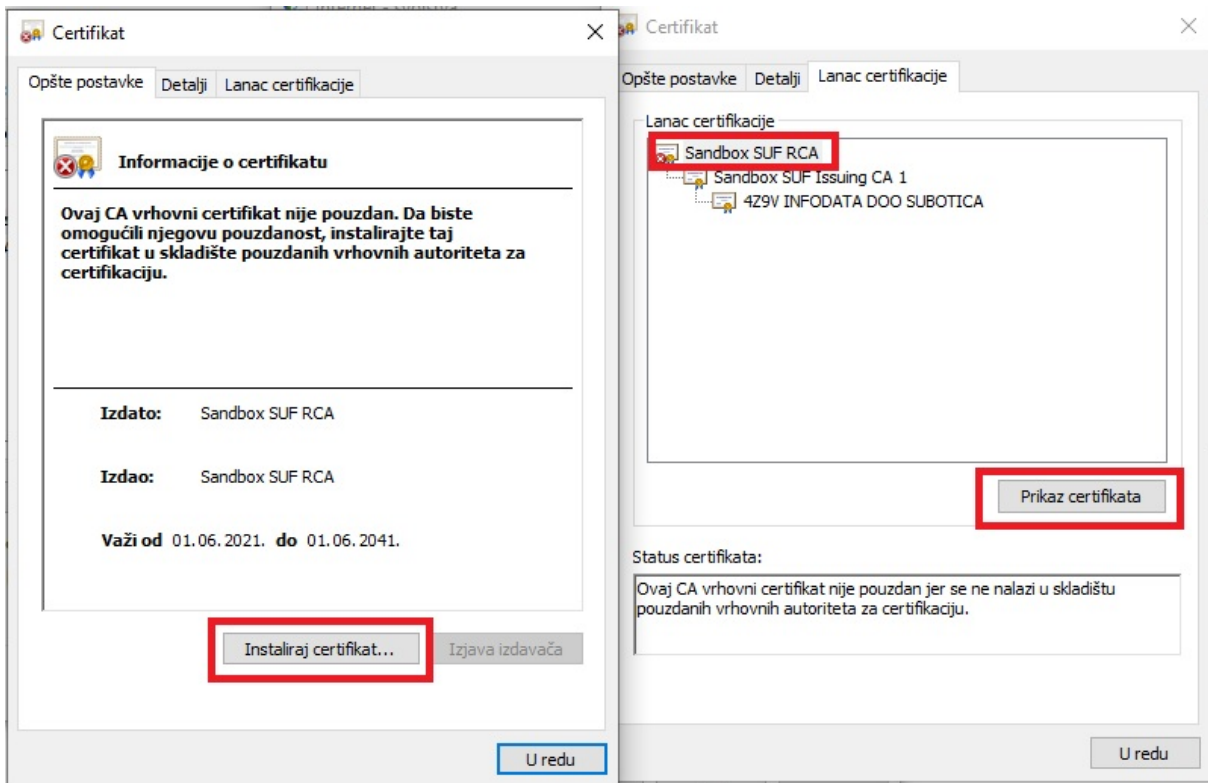 Certifikat
Opšte postavke Detalji Lanac certifikacije
Informacije o certifikatu
Ovaj CA vrhovni certifikat nije pouzdan. Da biste
omogućili njegovu pouzdanost, instalirajte taj
certifikat u skladište pouzdanih vrhovnih autoriteta za
certifikaciju.
Izdato: Sandbox SUF RCA
Izdao: Sandbox SUF RCA
Važi od 01.06.2021. do 01.06.2041.
Instaliraj certifikat... Izjava izdavača
U redu
Certifikat
Opšte postavke Detalji Lanac certifikacije
Lanac certifikacije
Sandbox SUF RCA
Sandbox SUF Issuing CA 1
4Z9V INFODATA DOO SUBOTICA
Prikaz certifikata
Status certifikata:
Ovaj CA vrhovni certifikat nije pouzdan jer se ne nalazi u skladištu
pouzdanih vrhovnih autoriteta za certifikaciju.
U redu